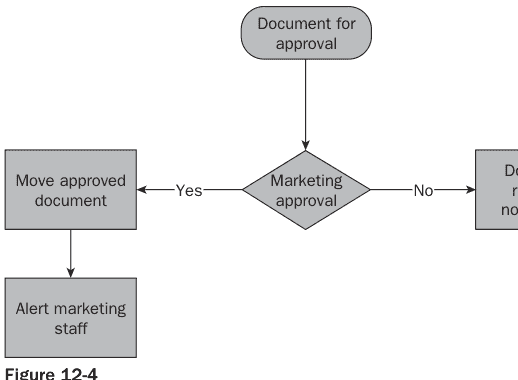 Document for
approval
Move approved
document
Yes
Marketing
approval
No
Alert marketing
staff
Figure 12-4